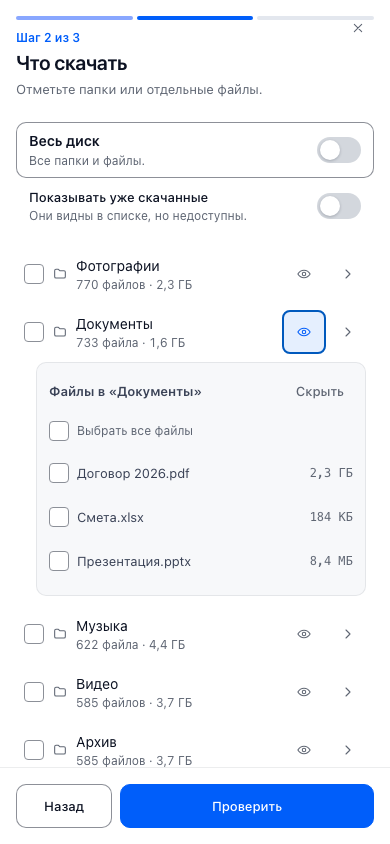 Шаг 2 из 3
Что скачать
Отметьте папки или отдельные файлы.
Весь диск
Все папки и файлы.
Показывать уже скачанные
Они видны в списке, но недоступны.
Фотографии
770 файлов · 2,3 ГБ
Документы
733 файла · 1,6 ГБ
Файлы в «Документы» Скрыть
Выбрать все файлы
Договор 2026.pdf 2,3 ГБ
Смета.xlsx 184 КБ
Презентация.pptx 8,4 МБ
Музыка
622 файла · 4,4 ГБ
Видео
585 файлов · 3,7 ГБ
Архив
585 файлов · 3,7 ГБ
Назад Проверить